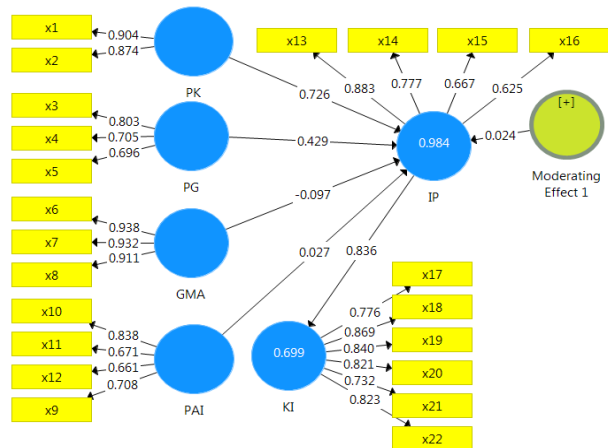 x1
x2
0.904
0.874
PK
0.726
x3
x4
x5
0.803
0.705
0.696
PG
0.429
x6
x7
x8
0.938
0.932
0.911
GMA
-0.097
x10
x11
x12
x9
0.838
0.671
0.661
0.708
PAI
0.027
x13
x14
x15
x16
0.883
0.777
0.667
0.625
0.984
IP
0.024
[+]
Moderating
Effect 1
0.836
0.699
KI
0.776
0.869
0.840
0.821
0.732
0.823
x17
x18
x19
x20
x21
x22